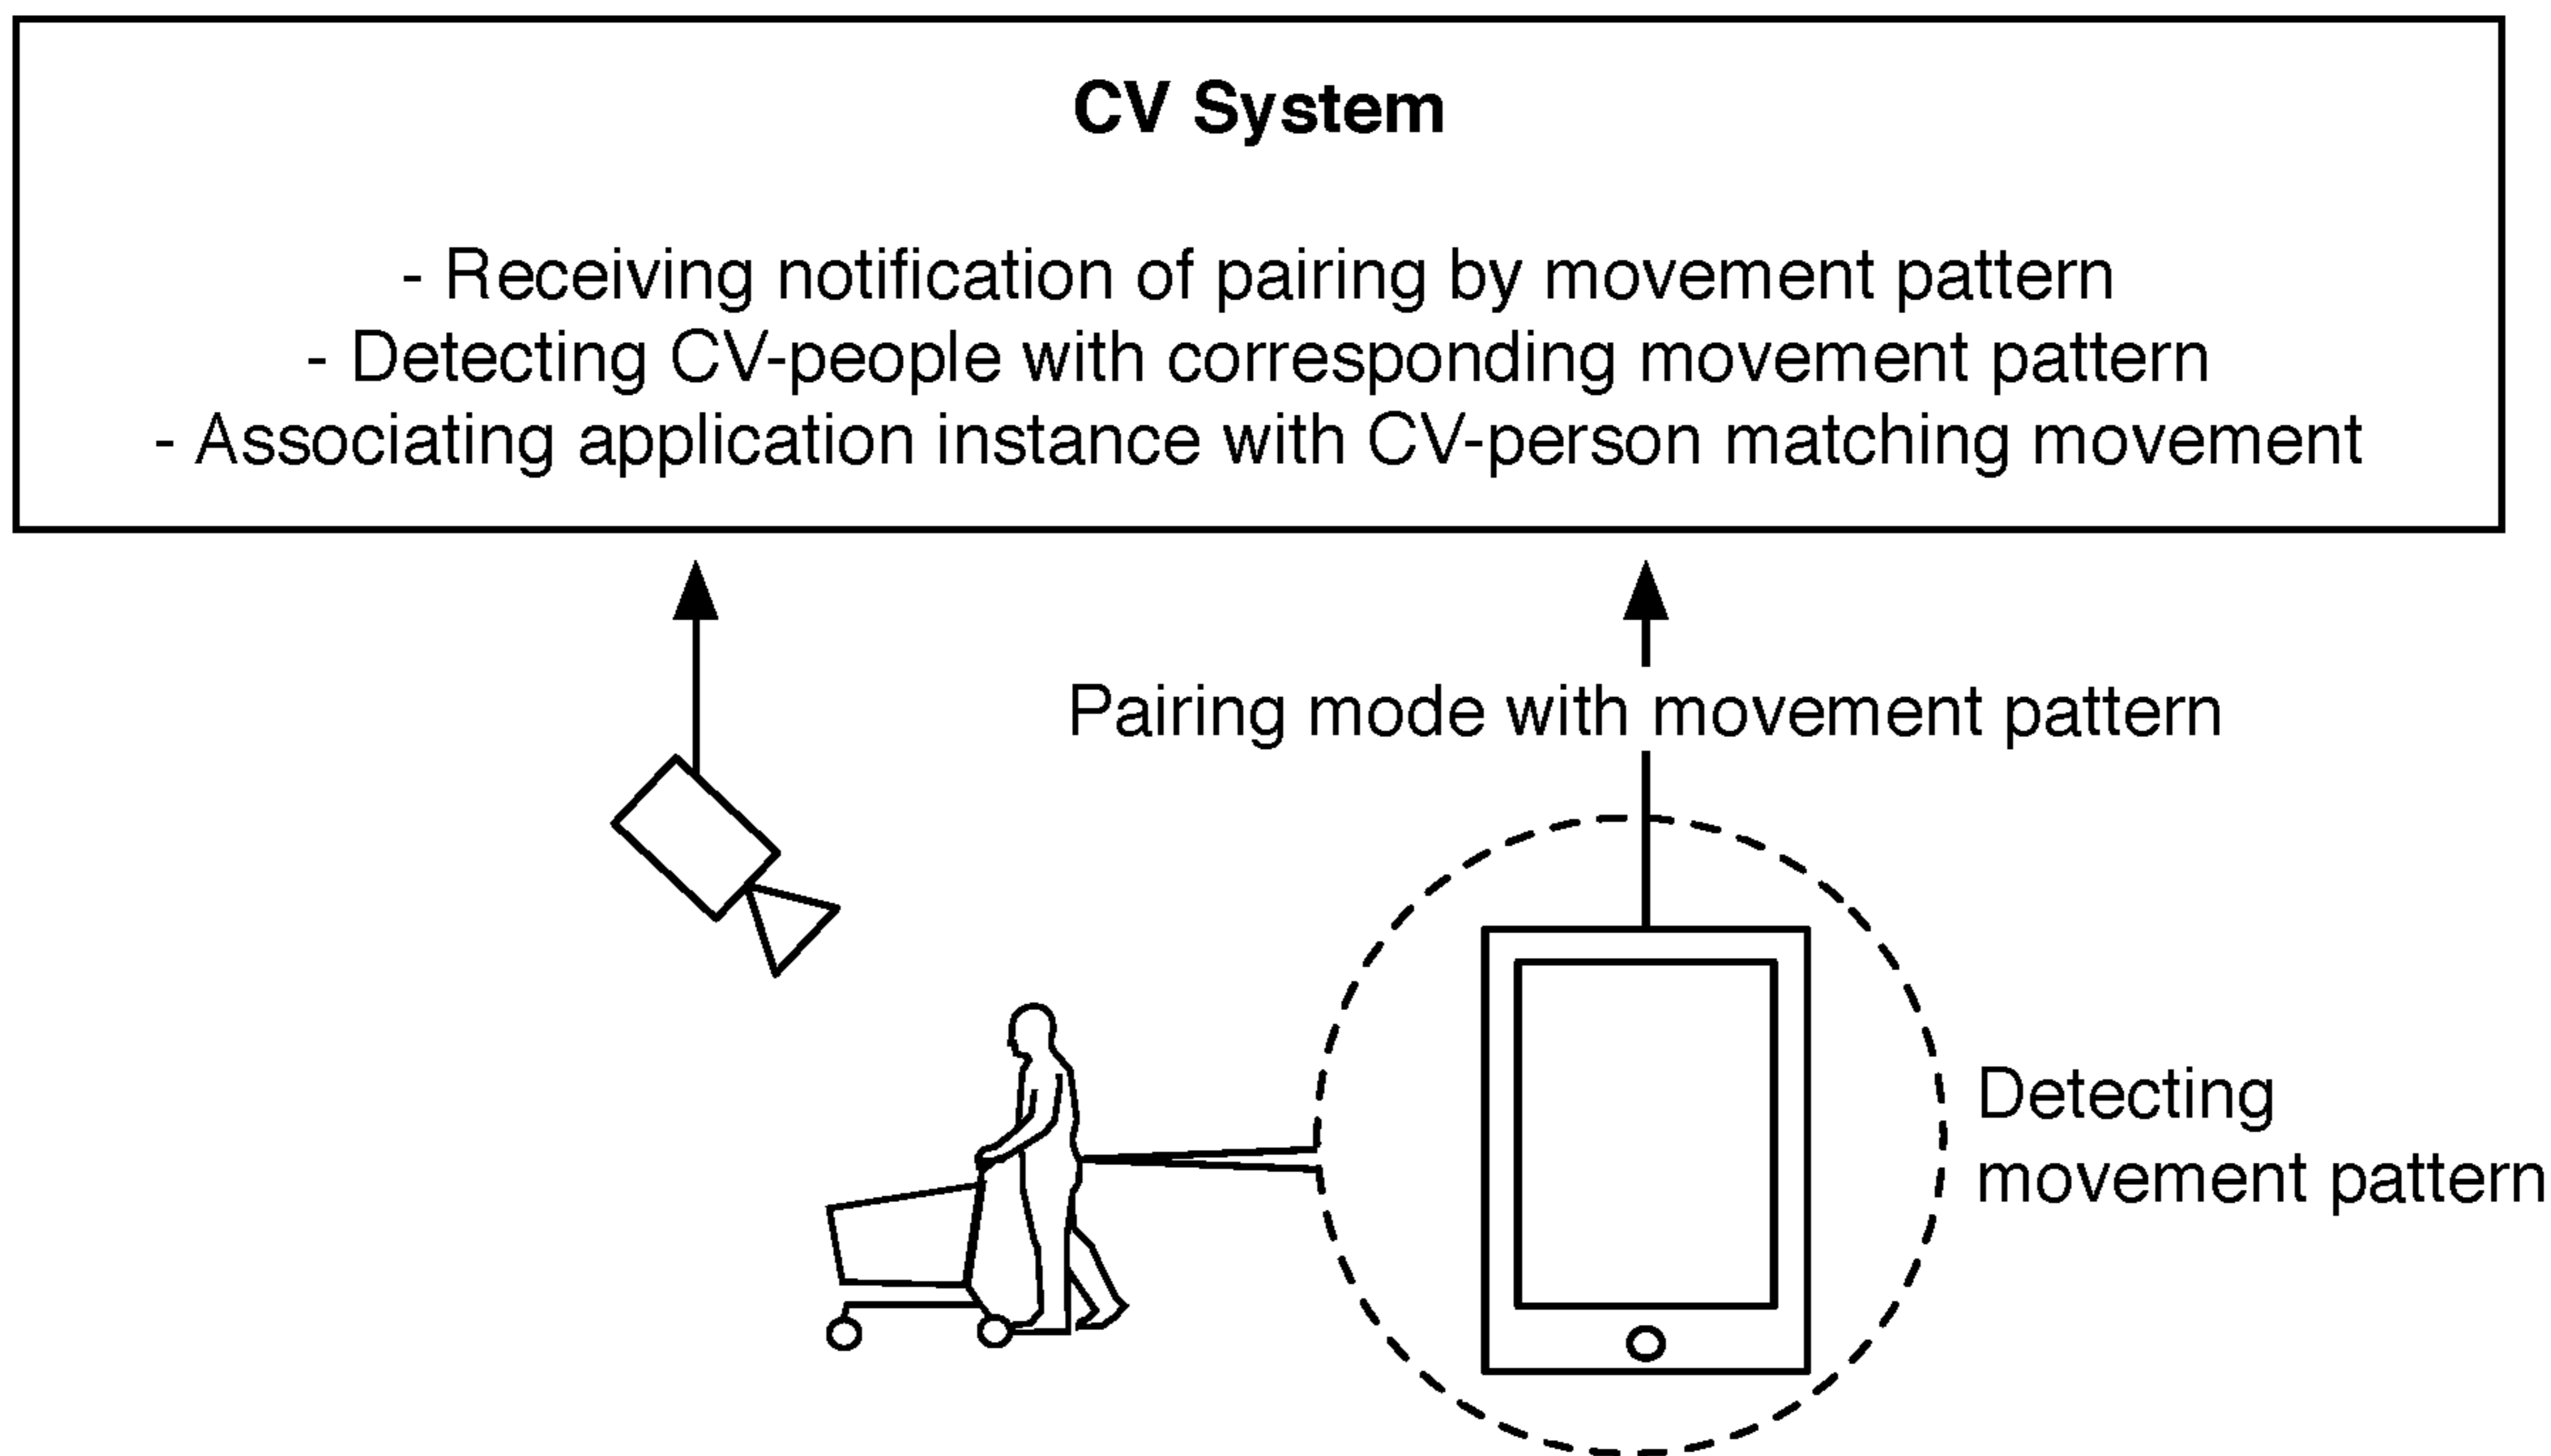 CV System
- Receiving notification of pairing by movement pattern
- Detecting CV-people with corresponding movement pattern
- Associating application instance with CV-person matching movement
Pairing mode with movement pattern
Detecting
movement pattern